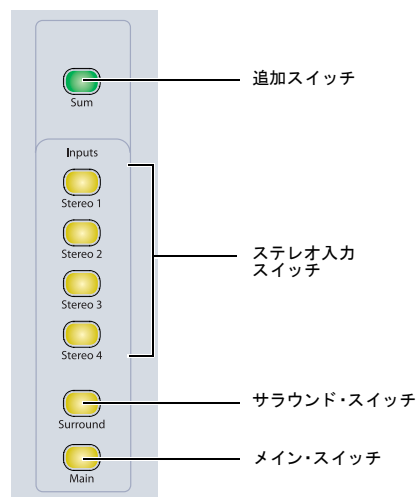 追加スイッチ
Sum
Inputs
Stereo 1
Stereo 2
ステレオ入力
スイッチ
Stereo 3
Stereo 4
サラウンド・スイッチ
Surround
メイン・スイッチ
Main